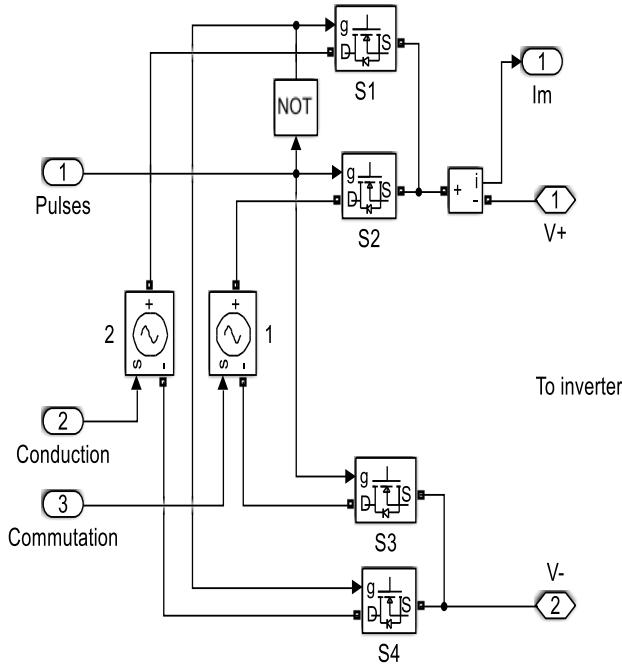 g
D
S
S1
1
Im
NOT
1
Pulses
g
D
S
S2
+
i
-
1
V+
2
+
s
-
+
s
-
1
To inverter
2
Conduction
g
D
S
S3
3
Commutation
g
D
S
S4
V-
2